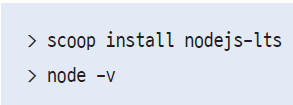 > scoop install nodejs-lts
> node -v